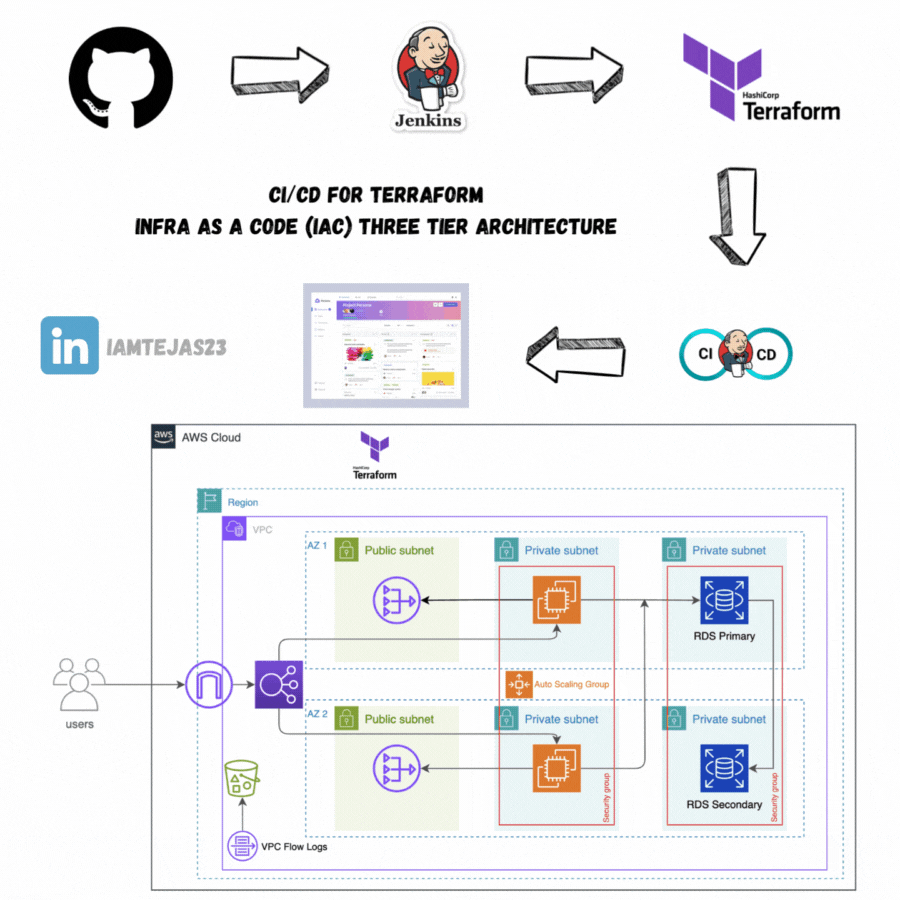 Jenkins
HashiCorp
Terraform
CI/CD FOR TERRAFORM
INFRA AS A CODE (IAC) THREE TIER ARCHITECTURE
in
IAMTEJAS23
CI
CD
aws
AWS Cloud
HashiCorp
Terraform
Region
VPC
AZ 1
Public subnet
Private subnet
Private subnet
RDS Primary
Auto Scaling Group
users
AZ 2
Public subnet
Private subnet
Private subnet
RDS Secondary
Security group
Security group
VPC Flow Logs